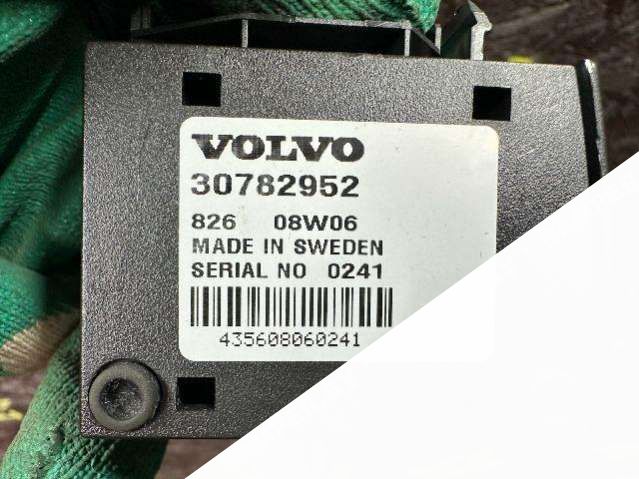 VOLVO
30782952
826 08W06
MADE IN SWEDEN
SERIAL NO 0241
435608060241